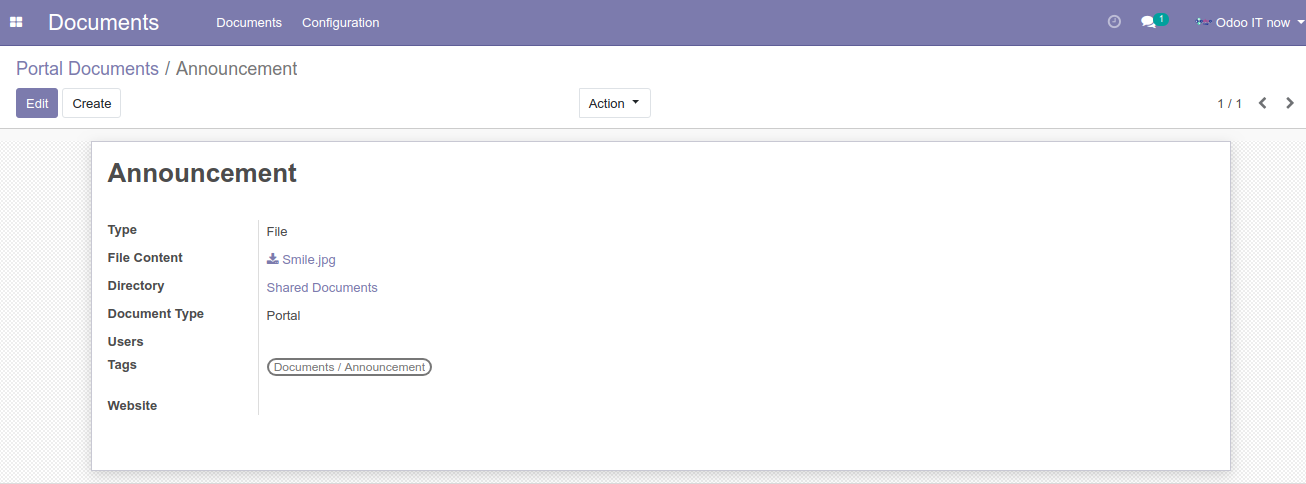 Documents Documents Configuration 1 Odoo IT now
Portal Documents / Announcement
Edit Create Action 1 / 1
Announcement
Type File
File Content Smile.jpg
Directory Shared Documents
Document Type Portal
Users
Tags Documents / Announcement
Website